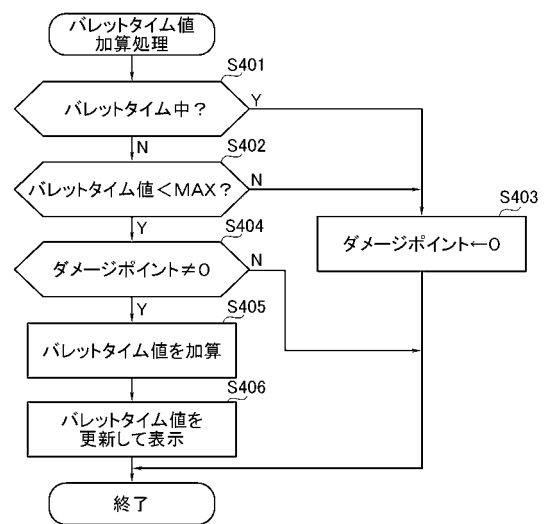 バレットタイム値
加算処理
S401
バレットタイム中？
Y
N
S402
バレットタイム値＜MAX？
N
Y
S403
ダメージポイント←0
S404
ダメージポイント≠0
N
Y
S405
バレットタイム値を加算
S406
バレットタイム値を
更新して表示
終了